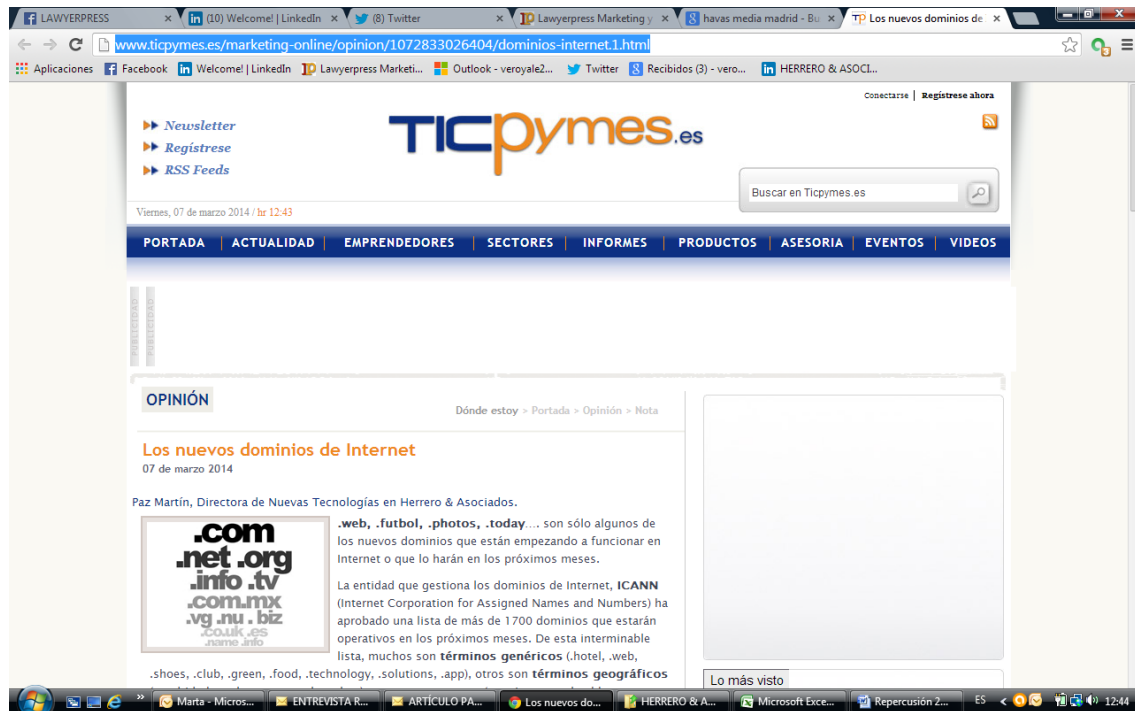 LAWYERPRESS
(10) Welcome! | LinkedIn
(8) Twitter
Lawyerpress Marketing y
havas media madrid - Bu
Los nuevos dominios de
www.ticpymes.es/marketing-online/opinion/1072833026404/dominios-internet.1.html
Aplicaciones Facebook Welcome! | LinkedIn Lawyerpress Marketi... Outlook - veroyale2... Twitter Recibidos (3) - vero... HERRERO & ASOCI...
Conectarse | Regístrese ahora
Newsletter
Regístrese
RSS Feeds
TICpymes.es
Buscar en Ticpymes.es
Viernes, 07 de marzo 2014 / hr 12:43
PORTADA | ACTUALIDAD | EMPRENDEDORES | SECTORES | INFORMES | PRODUCTOS | ASESORIA | EVENTOS | VIDEOS
PUBLICIDAD
PUBLICIDAD
OPINIÓN
Dónde estoy > Portada > Opinión > Nota
Los nuevos dominios de Internet
07 de marzo 2014
Paz Martín, Directora de Nuevas Tecnologías en Herrero & Asociados.
.com
.net .org
.info .tv
.com.mx
.vg .nu . biz
.co.uk .es
.name .info
.web, .futbol, .photos, .today.... son sólo algunos de
los nuevos dominios que están empezando a funcionar en
Internet o que lo harán en los próximos meses.
La entidad que gestiona los dominios de Internet, ICANN
(Internet Corporation for Assigned Names and Numbers) ha
aprobado una lista de más de 1700 dominios que estarán
operativos en los próximos meses. De esta interminable
lista, muchos son términos genéricos (.hotel, .web,
.shoes, .club, .green, .food, .technology, .solutions, .app), otros son términos geográficos
Lo más visto
Marta - Micros... ENTREVISTA R... ARTÍCULO PA... Los nuevos do... HERRERO & A... Microsoft Exce... Repercusión 2... ES 12:44